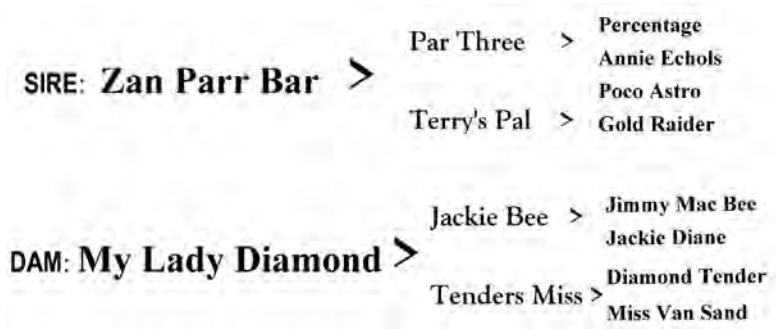 Par Three > Percentage
Annie Echols
SIRE: Zan Parr Bar >
Poco Astro
Terry's Pal > Gold Raider
Jackie Bee > Jimmy Mac Bee
Jackie Diane
DAM: My Lady Diamond >
Diamond Tender
Tenders Miss >
Miss Van Sand